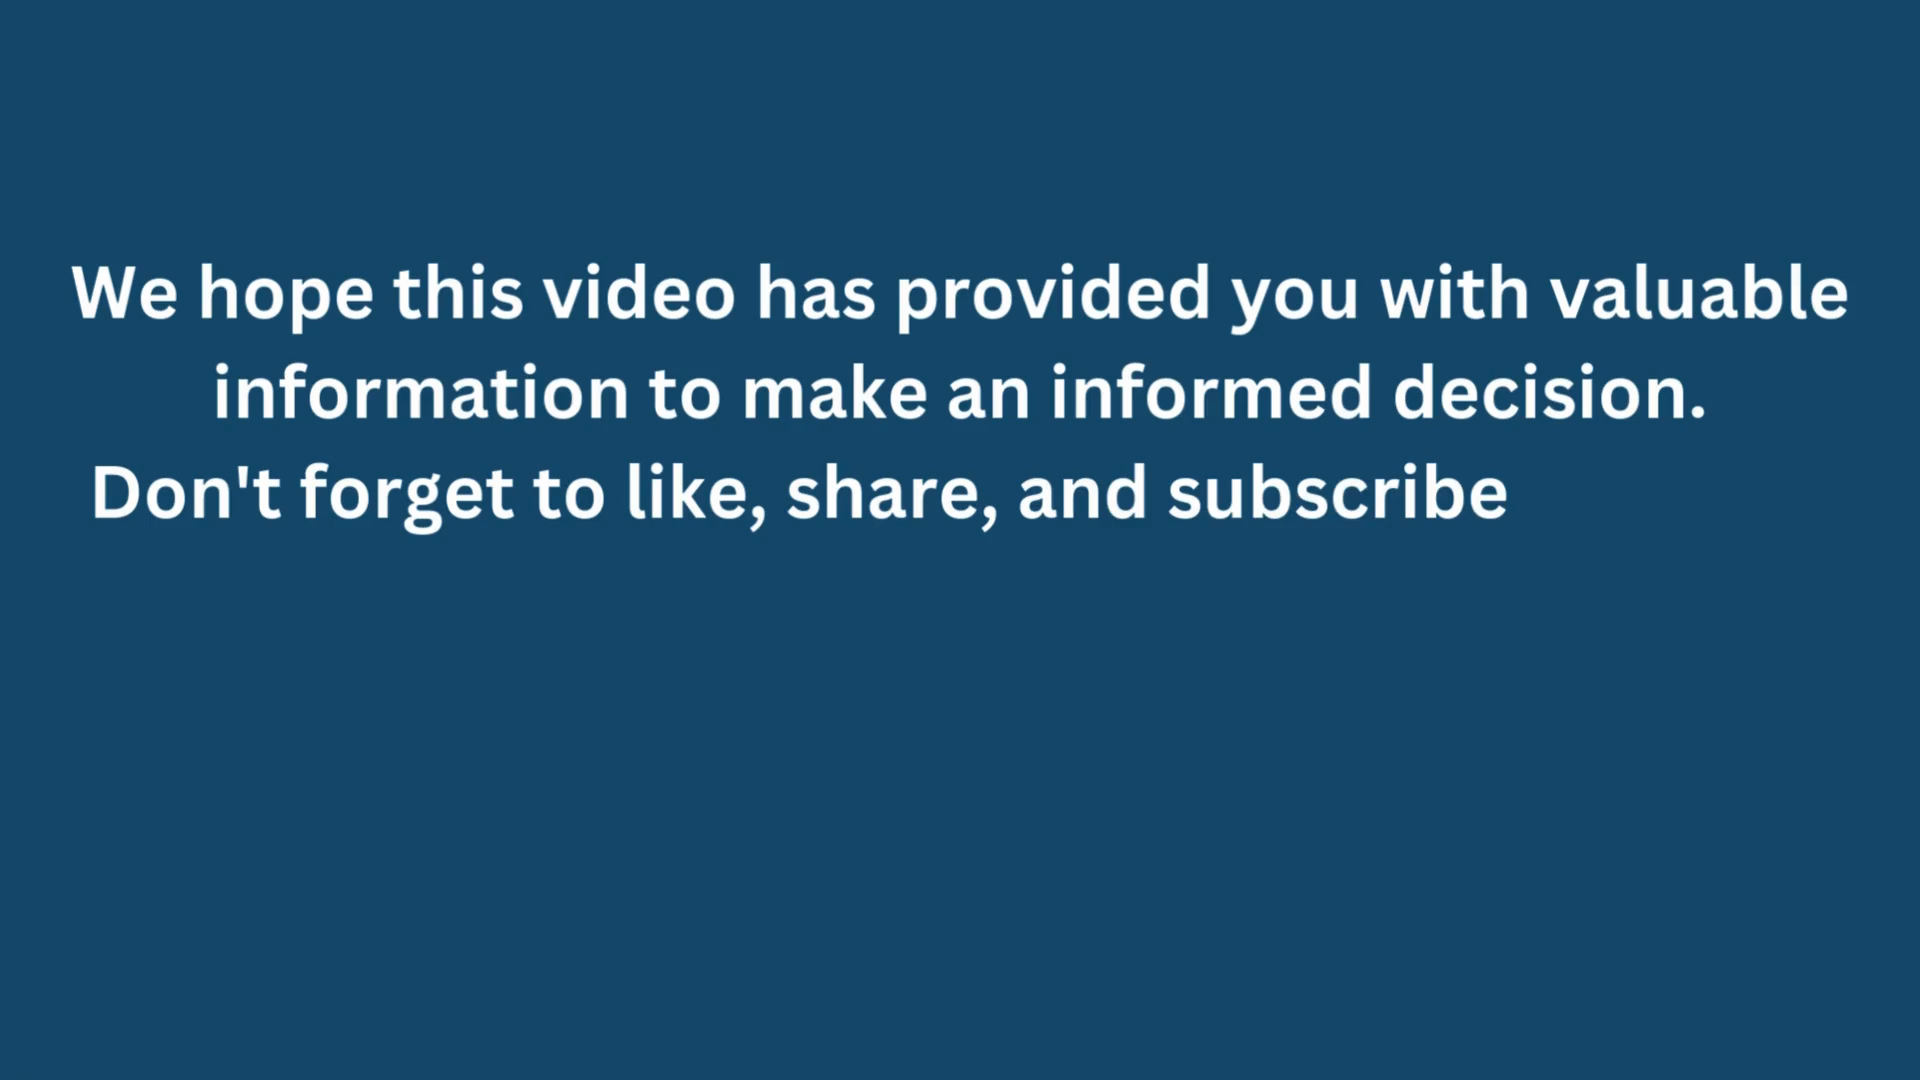 We hope this video has provided you with valuable
information to make an informed decision.
Don't forget to like, share, and subscribe